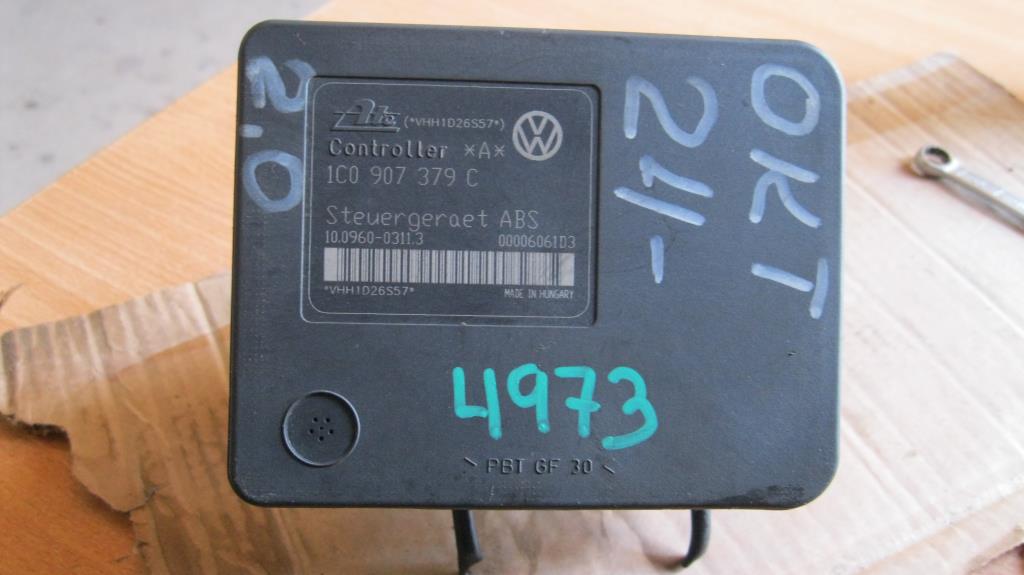 2.0
Ate (*VHH1D26S57*)
Controller *A*
1C0 907 379 C
Steuergeraet ABS
10.0960-0311.3 00006061D3
*VHH1D26S57*
MADE IN HUNGARY
OKT
211-
4973
> PBT GF 30 <